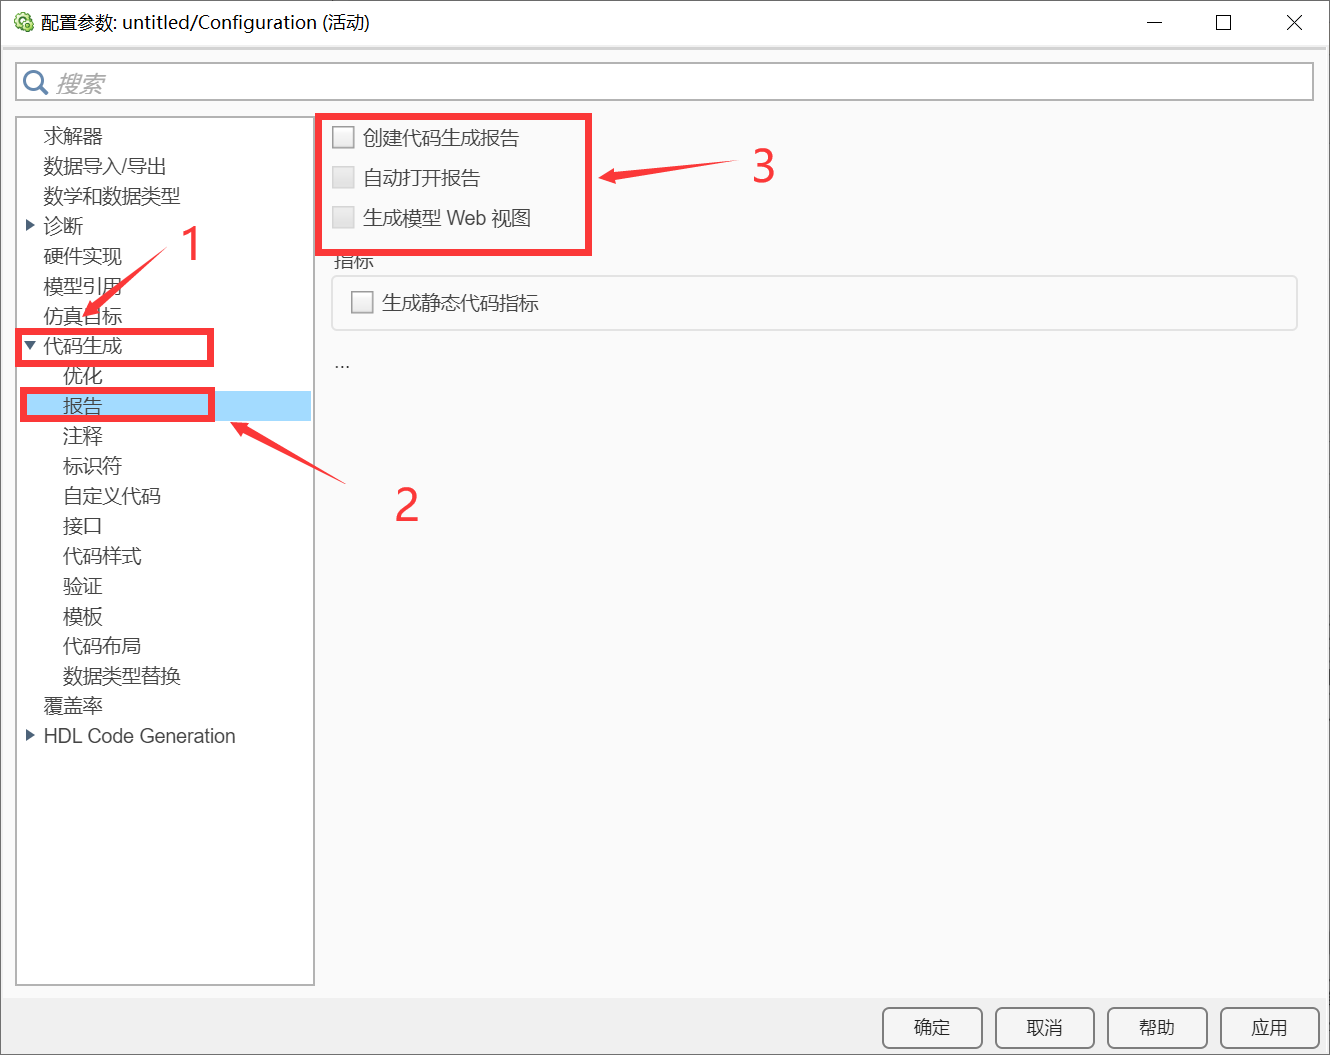 配置参数: untitled/Configuration (活动)
搜索
求解器
数据导入/导出
数学和数据类型
诊断
硬件实现
模型引用
仿真目标
代码生成
优化
报告
注释
标识符
自定义代码
接口
代码样式
验证
模板
代码布局
数据类型替换
覆盖率
HDL Code Generation
1
2
创建代码生成报告
自动打开报告
生成模型 Web 视图
3
指标
生成静态代码指标
...
确定
取消
帮助
应用